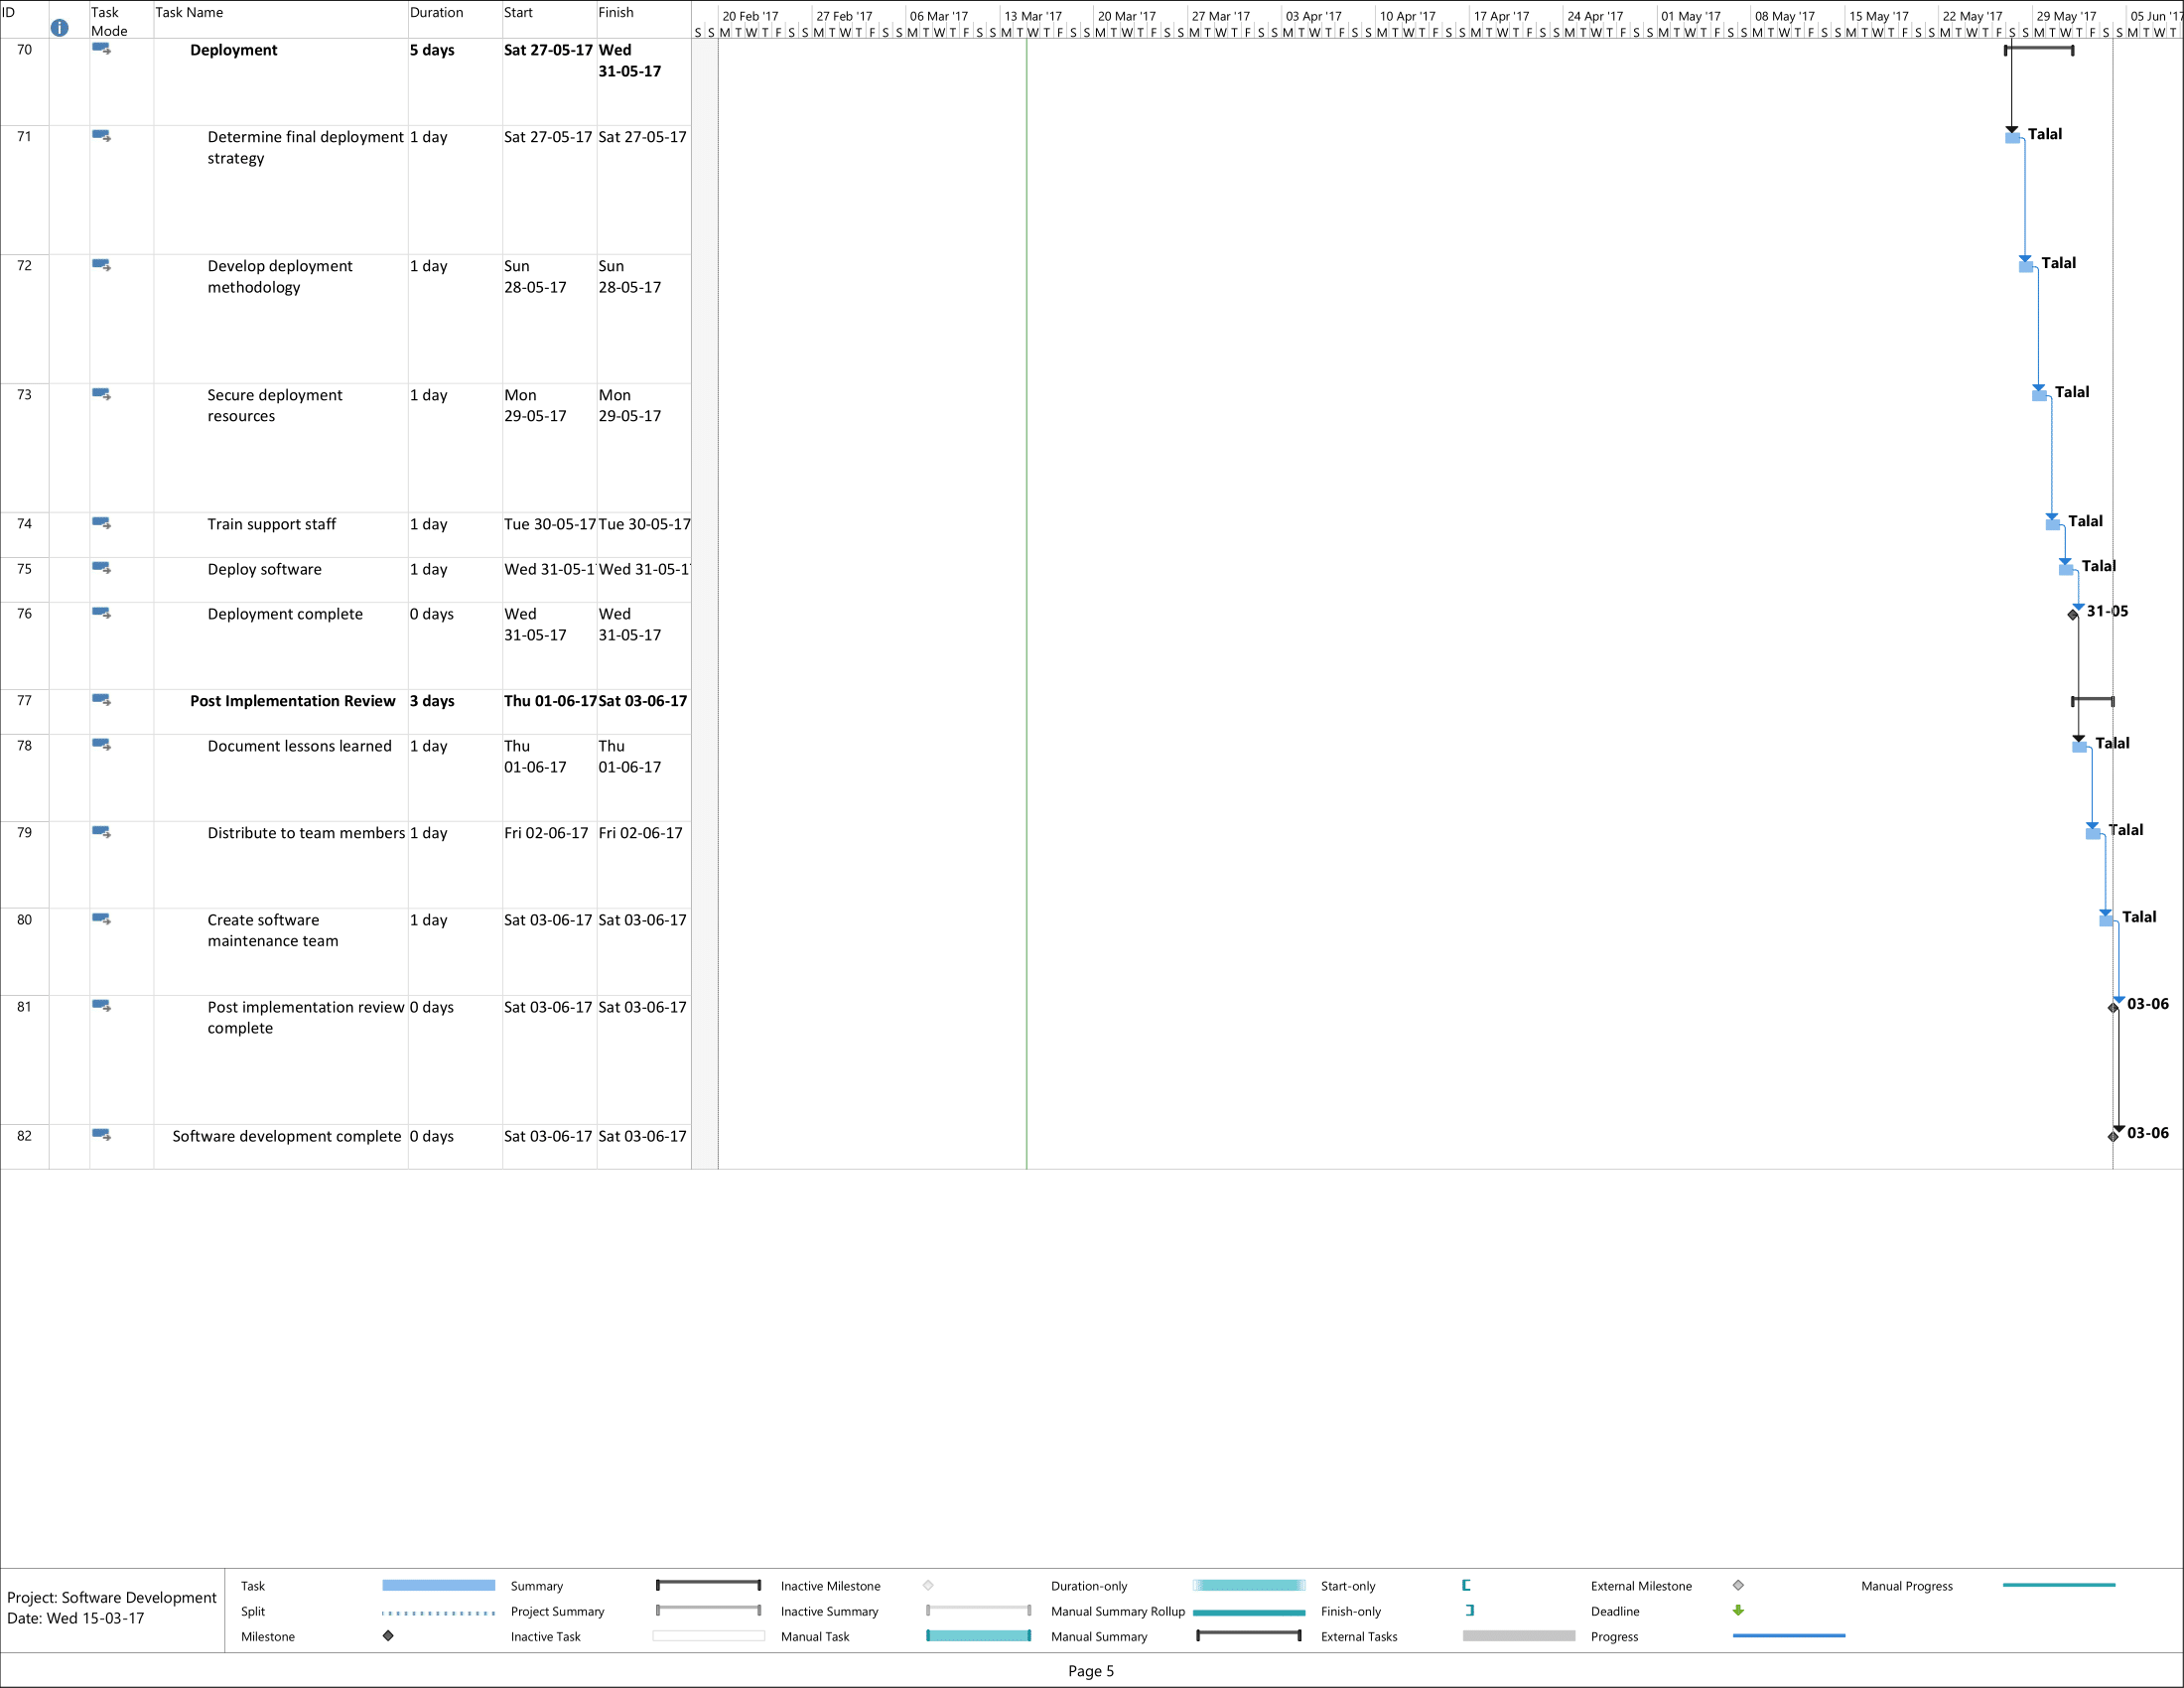 ID Task Mode Task Name Duration Start Finish
20 Feb '17 27 Feb '17 06 Mar '17 13 Mar '17 20 Mar '17 27 Mar '17 03 Apr '17 10 Apr '17 17 Apr '17 24 Apr '17 01 May '17 08 May '17 15 May '17 22 May '17 29 May '17 05 Jun '17
S S M T W T F S S M T W T F S S M T W T F S S M T W T F S S M T W T F S S M T W T F S S M T W T F S S M T W T F S S M T W T F S S M T W T F S S M T W T F S S M T W T F S S M T W T F S S M T W T F S S M T W T F S S M T W T
70 Deployment 5 days Sat 27-05-17 Wed
31-05-17
71 Determine final deployment 1 day Sat 27-05-17 Sat 27-05-17 Talal
strategy
72 Develop deployment 1 day Sun Sun Talal
methodology 28-05-17 28-05-17
73 Secure deployment 1 day Mon Mon Talal
resources 29-05-17 29-05-17
74 Train support staff 1 day Tue 30-05-17 Tue 30-05-17 Talal
75 Deploy software 1 day Wed 31-05-1 Wed 31-05-1 Talal
76 Deployment complete 0 days Wed Wed 31-05
31-05-17 31-05-17
77 Post Implementation Review 3 days Thu 01-06-17 Sat 03-06-17
78 Document lessons learned 1 day Thu Thu Talal
01-06-17 01-06-17
79 Distribute to team members 1 day Fri 02-06-17 Fri 02-06-17 Talal
80 Create software 1 day Sat 03-06-17 Sat 03-06-17 Talal
maintenance team
81 Post implementation review 0 days Sat 03-06-17 Sat 03-06-17 03-06
complete
82 Software development complete 0 days Sat 03-06-17 Sat 03-06-17 03-06
Project: Software Development
Date: Wed 15-03-17
Task Summary Inactive Milestone Duration-only Start-only External Milestone Manual Progress
Split Project Summary Inactive Summary Manual Summary Rollup Finish-only Deadline
Milestone Inactive Task Manual Task Manual Summary External Tasks Progress
Page 5